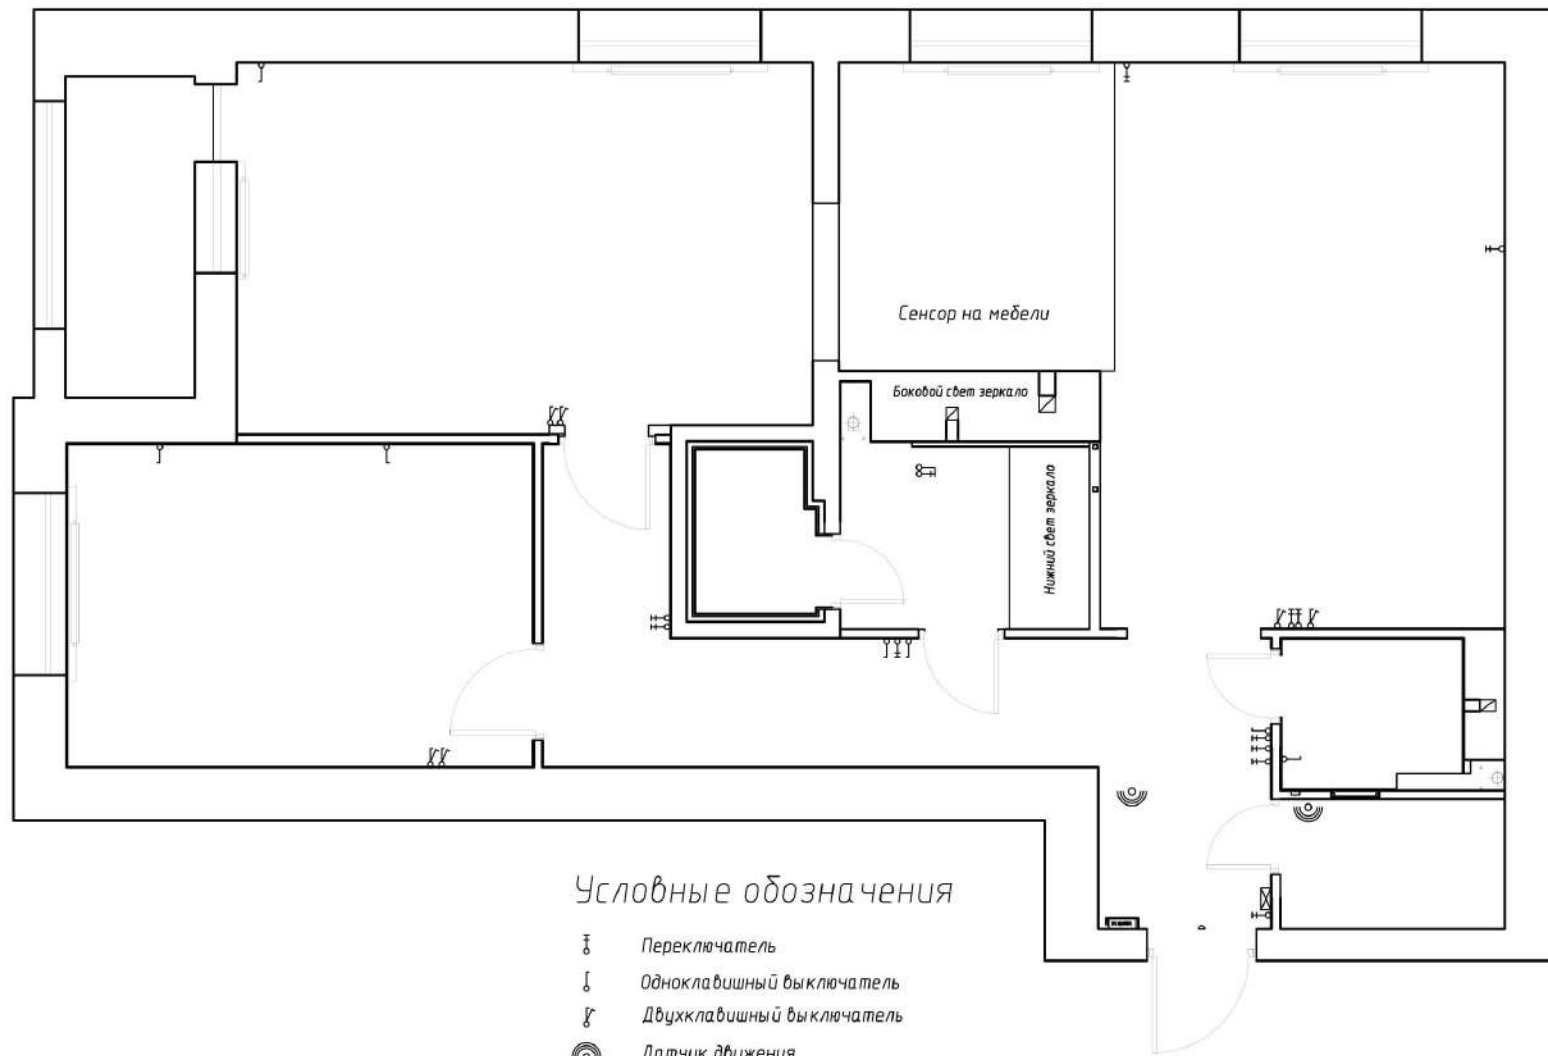 Сенсор на мебели
Боковой свет зеркало
Нижний свет зеркало
Условные обозначения
Переключатель
Одноклавишный выключатель
Двухклавишный выключатель
Датчик движения